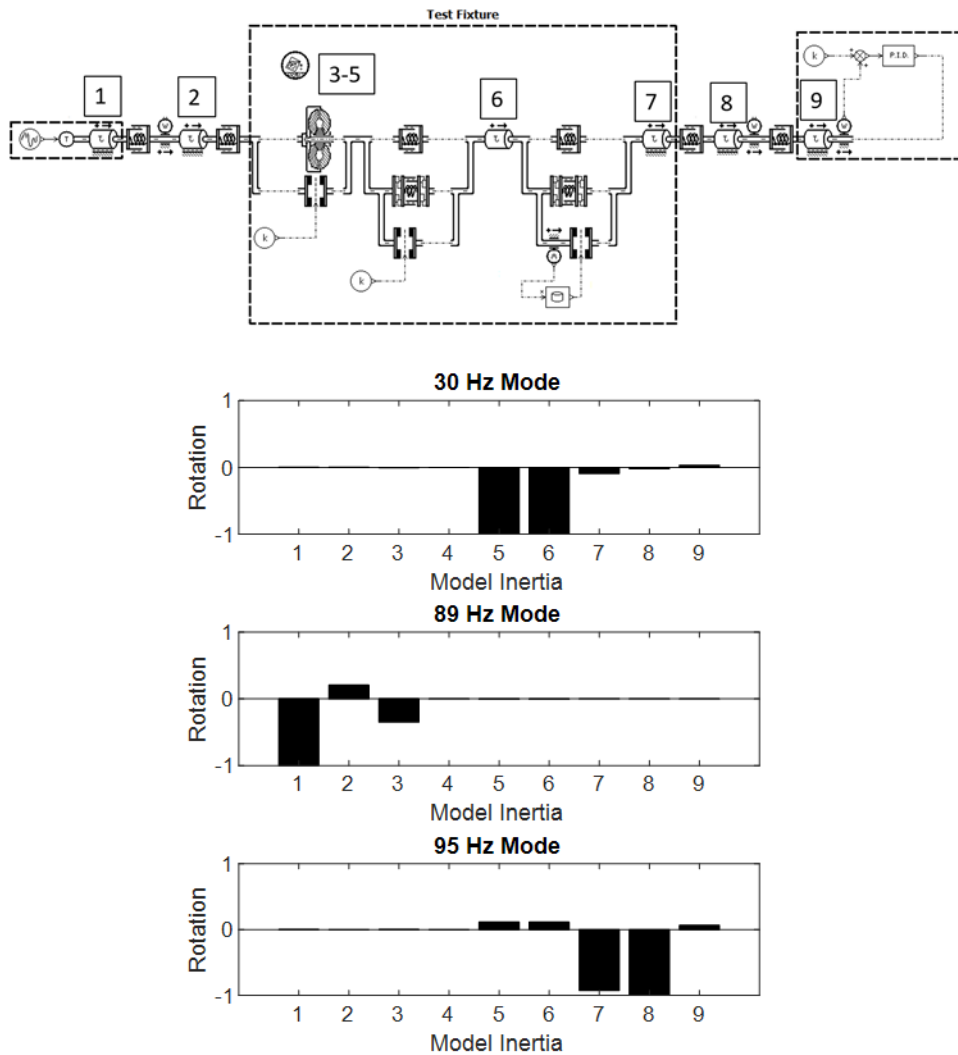 Test Fixture
1 2 3-5 6 7 8 9
k P.I.D.
T τ ω τ τ τ τ ω τ ω
k
k
30 Hz Mode
1
0
-1
Rotation
1 2 3 4 5 6 7 8 9
Model Inertia
89 Hz Mode
1
0
-1
Rotation
1 2 3 4 5 6 7 8 9
Model Inertia
95 Hz Mode
1
0
-1
Rotation
1 2 3 4 5 6 7 8 9
Model Inertia